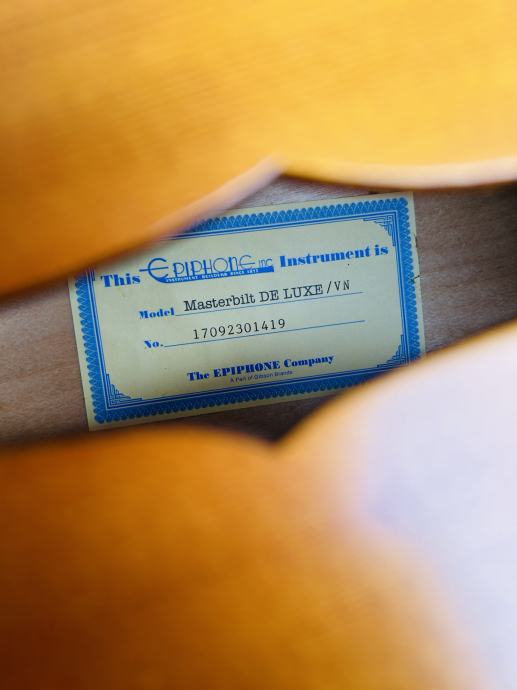 This EPIPHONE INC Instrument is
INSTRUMENT BUILDERS SINCE 1873
Model Masterbilt DE LUXE/VN
No. 17092301419
The EPIPHONE Company
A Part of Gibson Brands